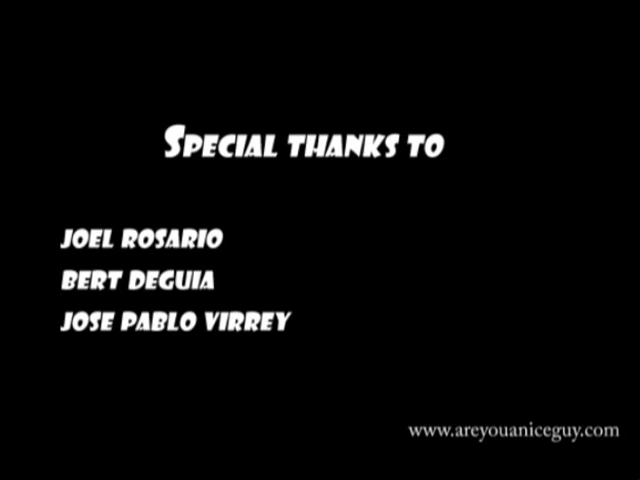 SPECIAL THANKS TO
JOEL ROSARIO
BERT DEGUIA
JOSE PABLO VIRREY
www.areyouaniceguy.com